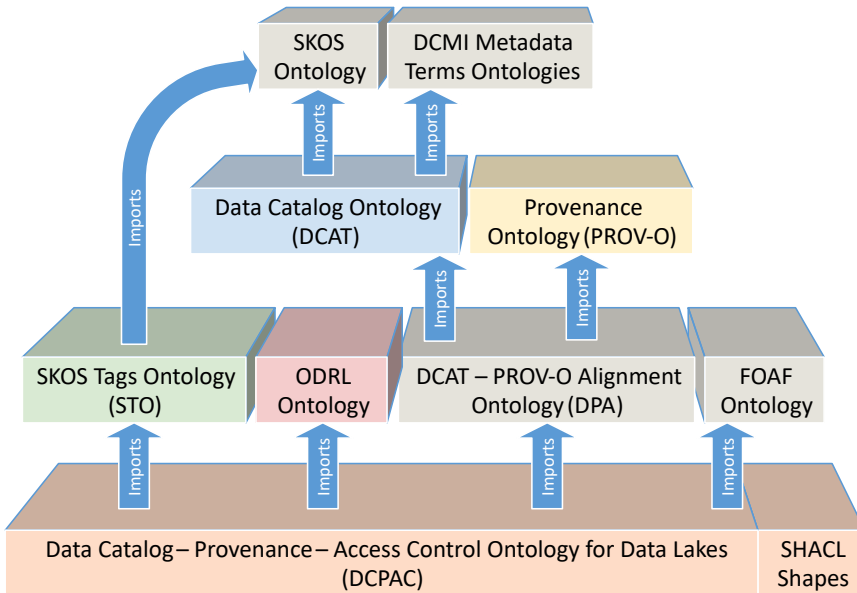 SKOS
Ontology
DCMI Metadata
Terms Ontologies
Imports
Imports
Imports
Data Catalog Ontology
(DCAT)
Provenance
Ontology (PROV-O)
Imports
Imports
SKOS Tags Ontology
(STO)
ODRL
Ontology
DCAT – PROV-O Alignment
Ontology (DPA)
FOAF
Ontology
Imports
Imports
Imports
Imports
Data Catalog – Provenance – Access Control Ontology for Data Lakes
(DCPAC)
SHACL
Shapes